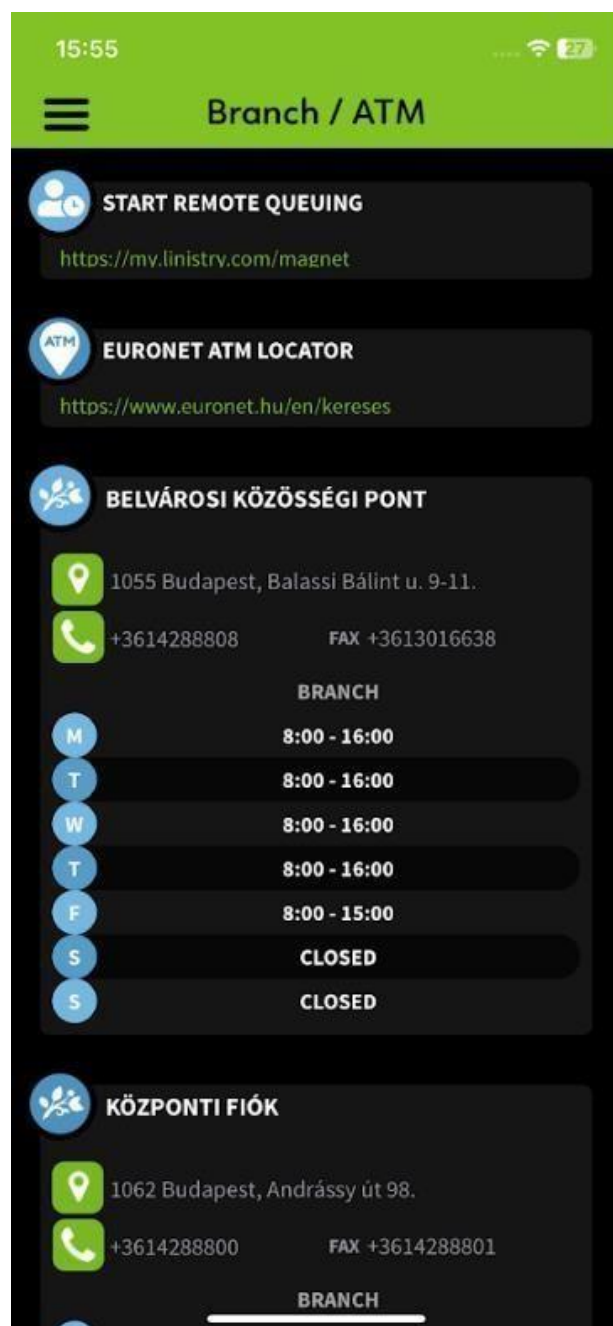 15:55
27
Branch / ATM
START REMOTE QUEUING
https://my.linistry.com/magnet
ATM
EURONET ATM LOCATOR
https://www.euronet.hu/en/kereses
BELVÁROSI KÖZÖSSÉGI PONT
1055 Budapest, Balassi Bálint u. 9-11.
+3614288808 FAX +3613016638
BRANCH
M 8:00 - 16:00
T 8:00 - 16:00
W 8:00 - 16:00
T 8:00 - 16:00
F 8:00 - 15:00
S CLOSED
S CLOSED
KÖZPONTI FIÓK
1062 Budapest, Andrássy út 98.
+3614288800 FAX +3614288801
BRANCH